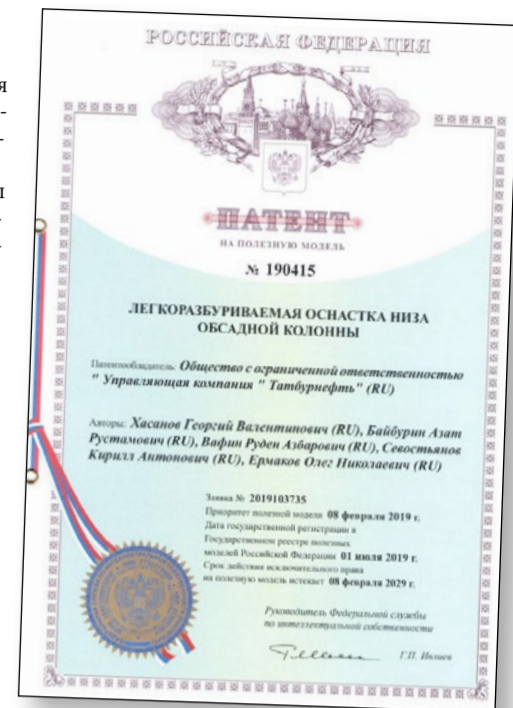 РОССИЙСКАЯ ФЕДЕРАЦИЯ
ПАТЕНТ
НА ПОЛЕЗНУЮ МОДЕЛЬ
№ 190415
ЛЕГКОРАЗБУРИВАЕМАЯ ОСНАСТКА НИЗА
ОБСАДНОЙ КОЛОННЫ
Патентообладатель: Общество с ограниченной ответственностью
" Управляющая компания " Татбурнефть" (RU)
Авторы: Хасанов Георгий Валентинович (RU), Байбурин Азат
Рустамович (RU), Вафин Руден Азбарович (RU), Севостьянов
Кирилл Антонович (RU), Ермаков Олег Николаевич (RU)
Заявка № 2019103735
Приоритет полезной модели 08 февраля 2019 г.
Дата государственной регистрации в
Государственном реестре полезных
моделей Российской Федерации 01 июля 2019 г.
Срок действия исключительного права
на полезную модель истекает 08 февраля 2029 г.
Руководитель Федеральной службы
по интеллектуальной собственности
Г.П. Ивлиев